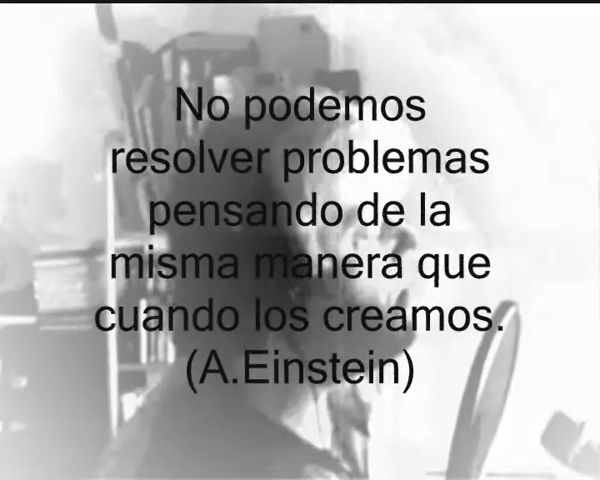 No podemos
resolver problemas
pensando de la
misma manera que
cuando los creamos.
(A.Einstein)